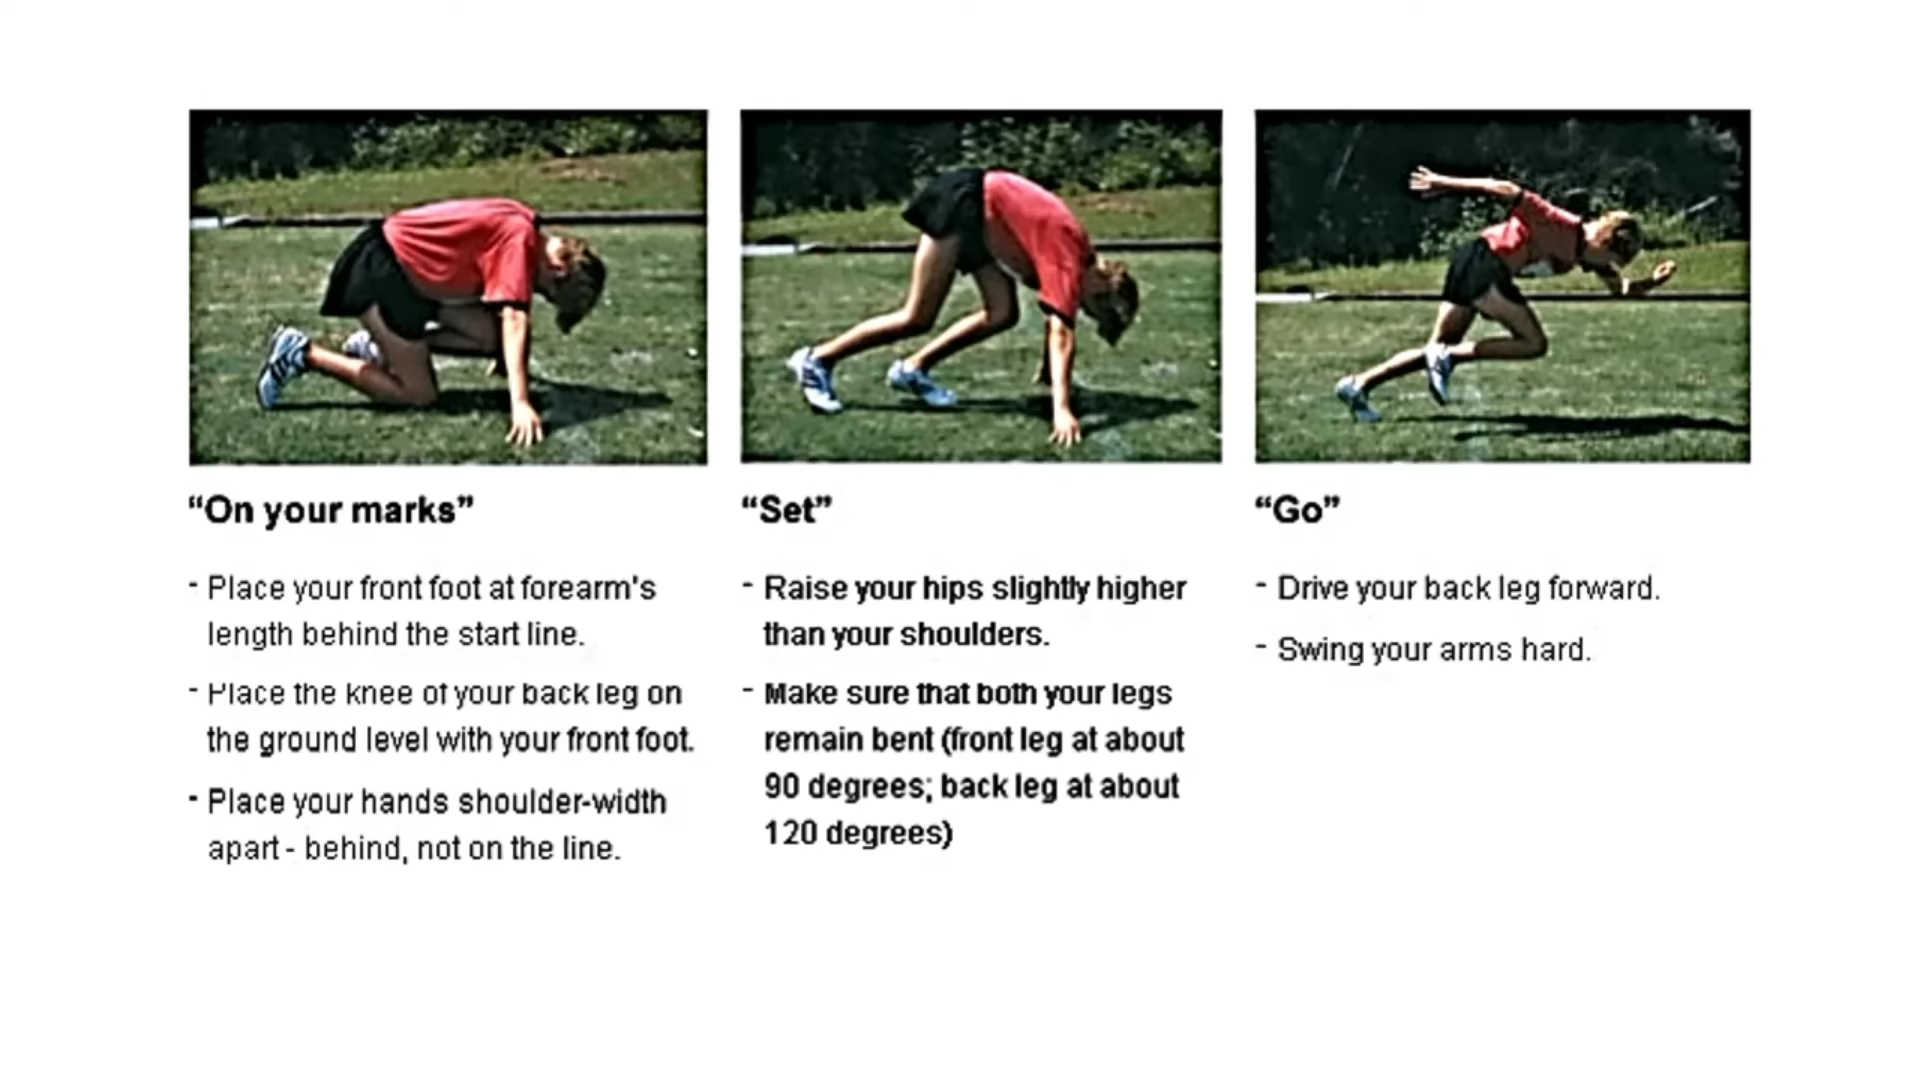 “On your marks”
- Place your front foot at forearm's
length behind the start line.
- Place the knee of your back leg on
the ground level with your front foot.
- Place your hands shoulder-width
apart - behind, not on the line.
“Set”
- Raise your hips slightly higher
than your shoulders.
- Make sure that both your legs
remain bent (front leg at about
90 degrees; back leg at about
120 degrees)
“Go”
- Drive your back leg forward.
- Swing your arms hard.